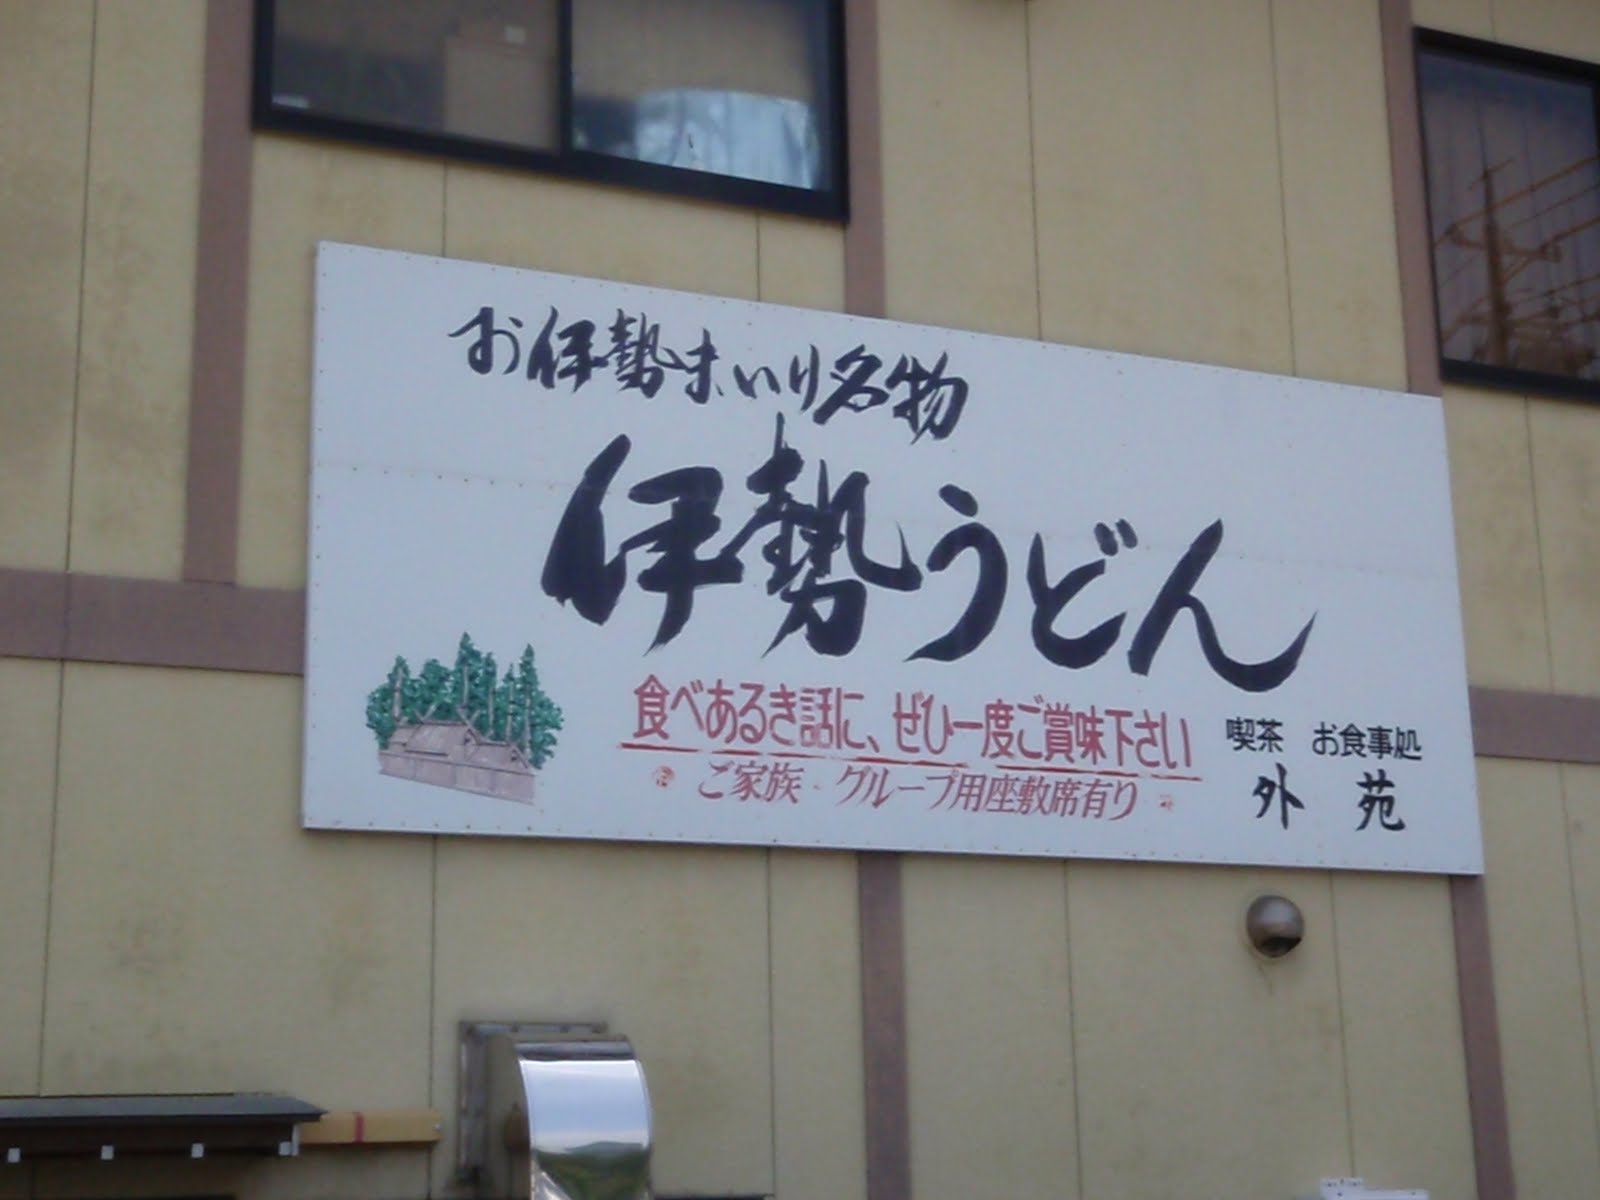 お伊勢まいり名物
伊勢うどん
食べあるき話に、ぜひ一度ご賞味下さい
ご家族・グループ用座敷席有り
喫茶 お食事処
外苑